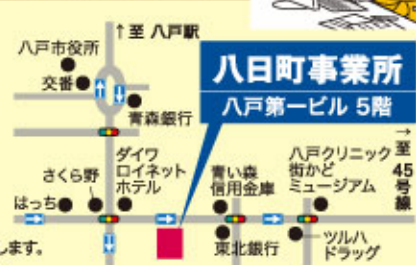 ↑至 八戸駅
八戸市役所
交番
青森銀行
八日町事業所
八戸第一ビル 5階
さくら野
ダイワ
ロイネット
ホテル
青い森
信用金庫
八戸クリニック
街かど
ミュージアム
→至45号線
はっち
東北銀行
ツルハ
ドラッグ
します。